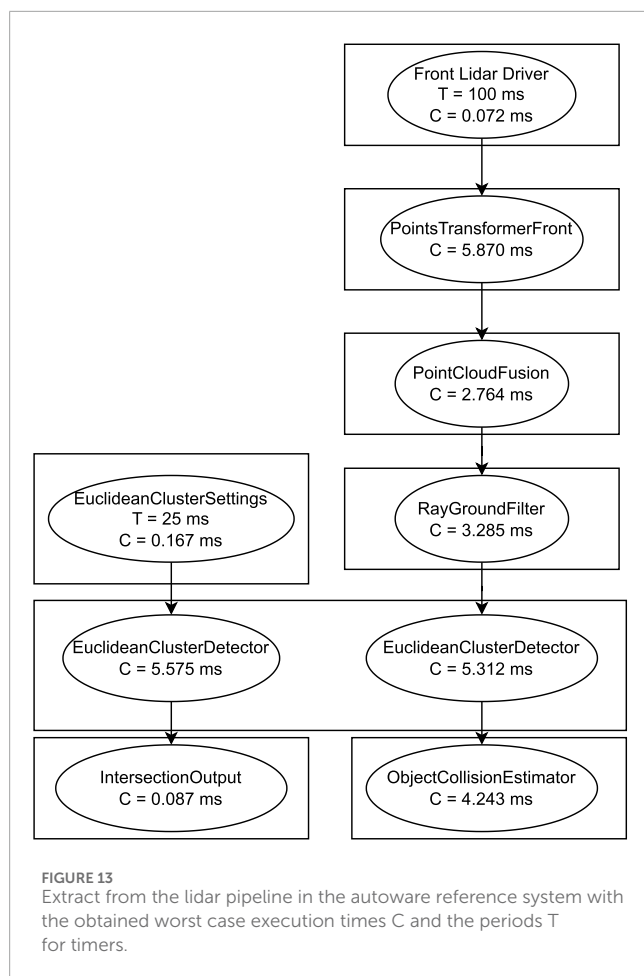 Front Lidar Driver
T = 100 ms
C = 0.072 ms
PointsTransformerFront
C = 5.870 ms
PointCloudFusion
C = 2.764 ms
EuclideanClusterSettings
T = 25 ms
C = 0.167 ms
RayGroundFilter
C = 3.285 ms
EuclideanClusterDetector
C = 5.575 ms
EuclideanClusterDetector
C = 5.312 ms
IntersectionOutput
C = 0.087 ms
ObjectCollisionEstimator
C = 4.243 ms
FIGURE 13
Extract from the lidar pipeline in the autoware reference system with
the obtained worst case execution times C and the periods T
for timers.